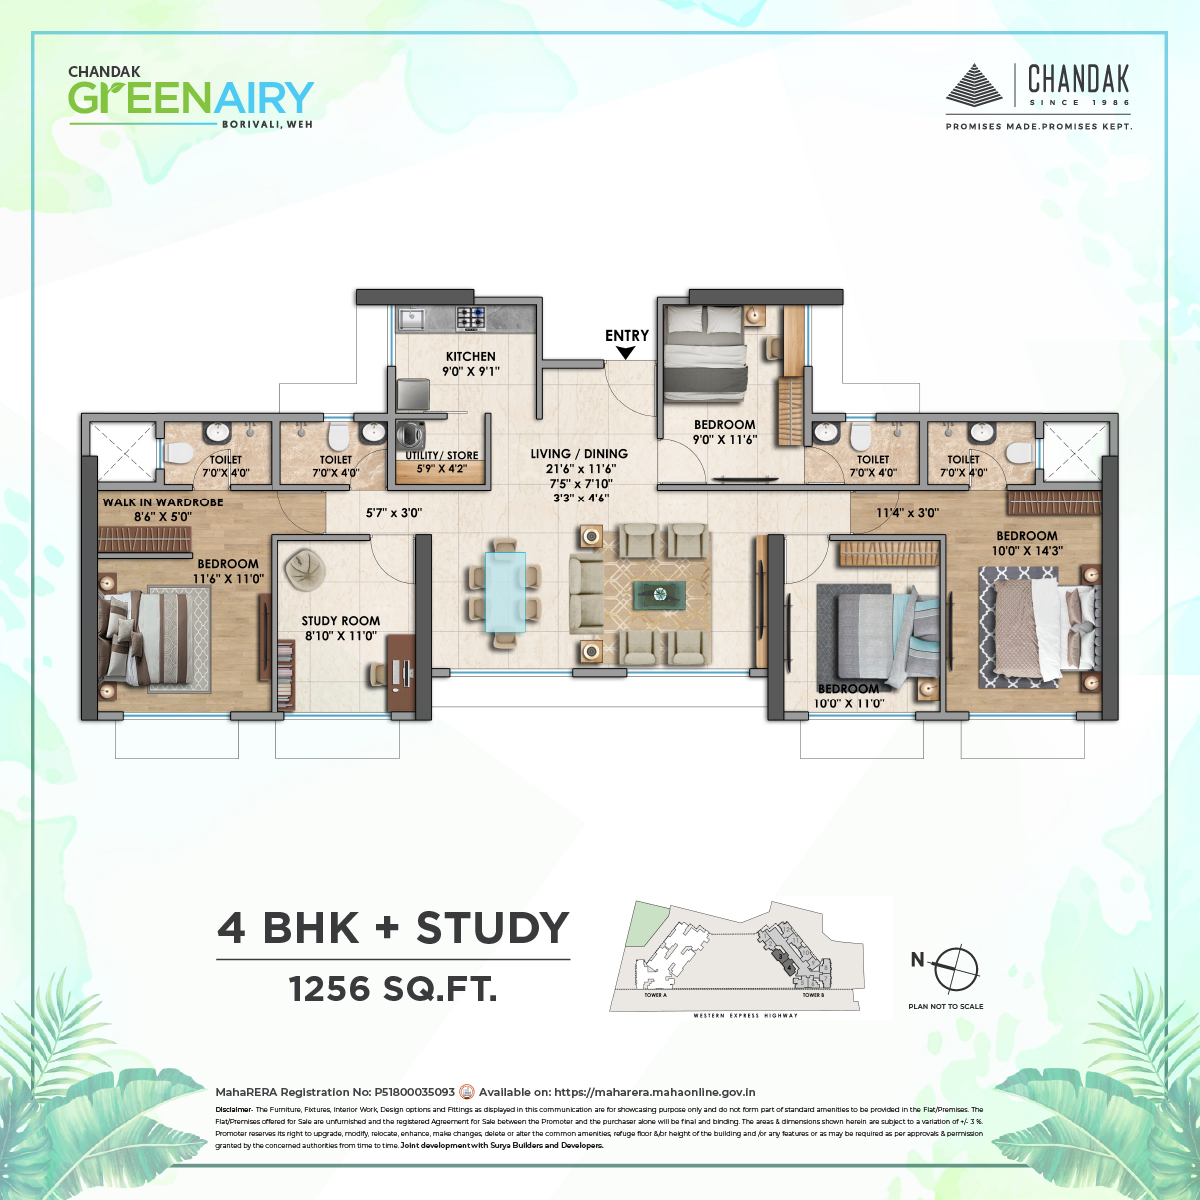 CHANDAK
GrEENAIRY
BORIVALI, WEH
CHANDAK
SINCE 1986
PROMISES MADE.PROMISES KEPT.
ENTRY
KITCHEN
9'0" X 9'1"
BEDROOM
9'0" X 11'6"
TOILET
7'0"X 4'0"
TOILET
7'0"X 4'0"
UTILITY/ STORE
5'9" X 4'2"
LIVING / DINING
21'6" x 11'6"
7'5" x 7'10"
3'3" × 4'6"
TOILET
7'0"X 4'0"
TOILET
7'0"X 4'0"
WALK IN WARDROBE
8'6" X 5'0"
5'7" x 3'0"
11'4" x 3'0"
BEDROOM
11'6" X 11'0"
BEDROOM
10'0" X 14'3"
STUDY ROOM
8'10" X 11'0"
BEDROOM
10'0" X 11'0"
4 BHK + STUDY
1256 SQ.FT.
3
4
TOWER A
TOWER B
WESTERN EXPRESS HIGHWAY
N
PLAN NOT TO SCALE
MahaRERA Registration No: P51800035093 Available on: https://maharera.mahaonline.gov.in
Disclaimer- The Furniture, Fixtures, Interior Work, Design options and Fittings as displayed in this communication are for showcasing purpose only and do not form part of standard amenities to be provided in the Flat/Premises. The
Flat/Premises offered for Sale are unfurnished and the registered Agreement for Sale between the Promoter and the purchaser alone will be final and binding. The areas & dimensions shown herein are subject to a variation of +/- 3 %.
Promoter reserves its right to upgrade, modify, relocate, enhance, make changes, delete or alter the common amenities, refuge floor &/or height of the building and /or any features or as may be required as per approvals & permission
granted by the concerned authorities from time to time. Joint development with Surya Builders and Developers.